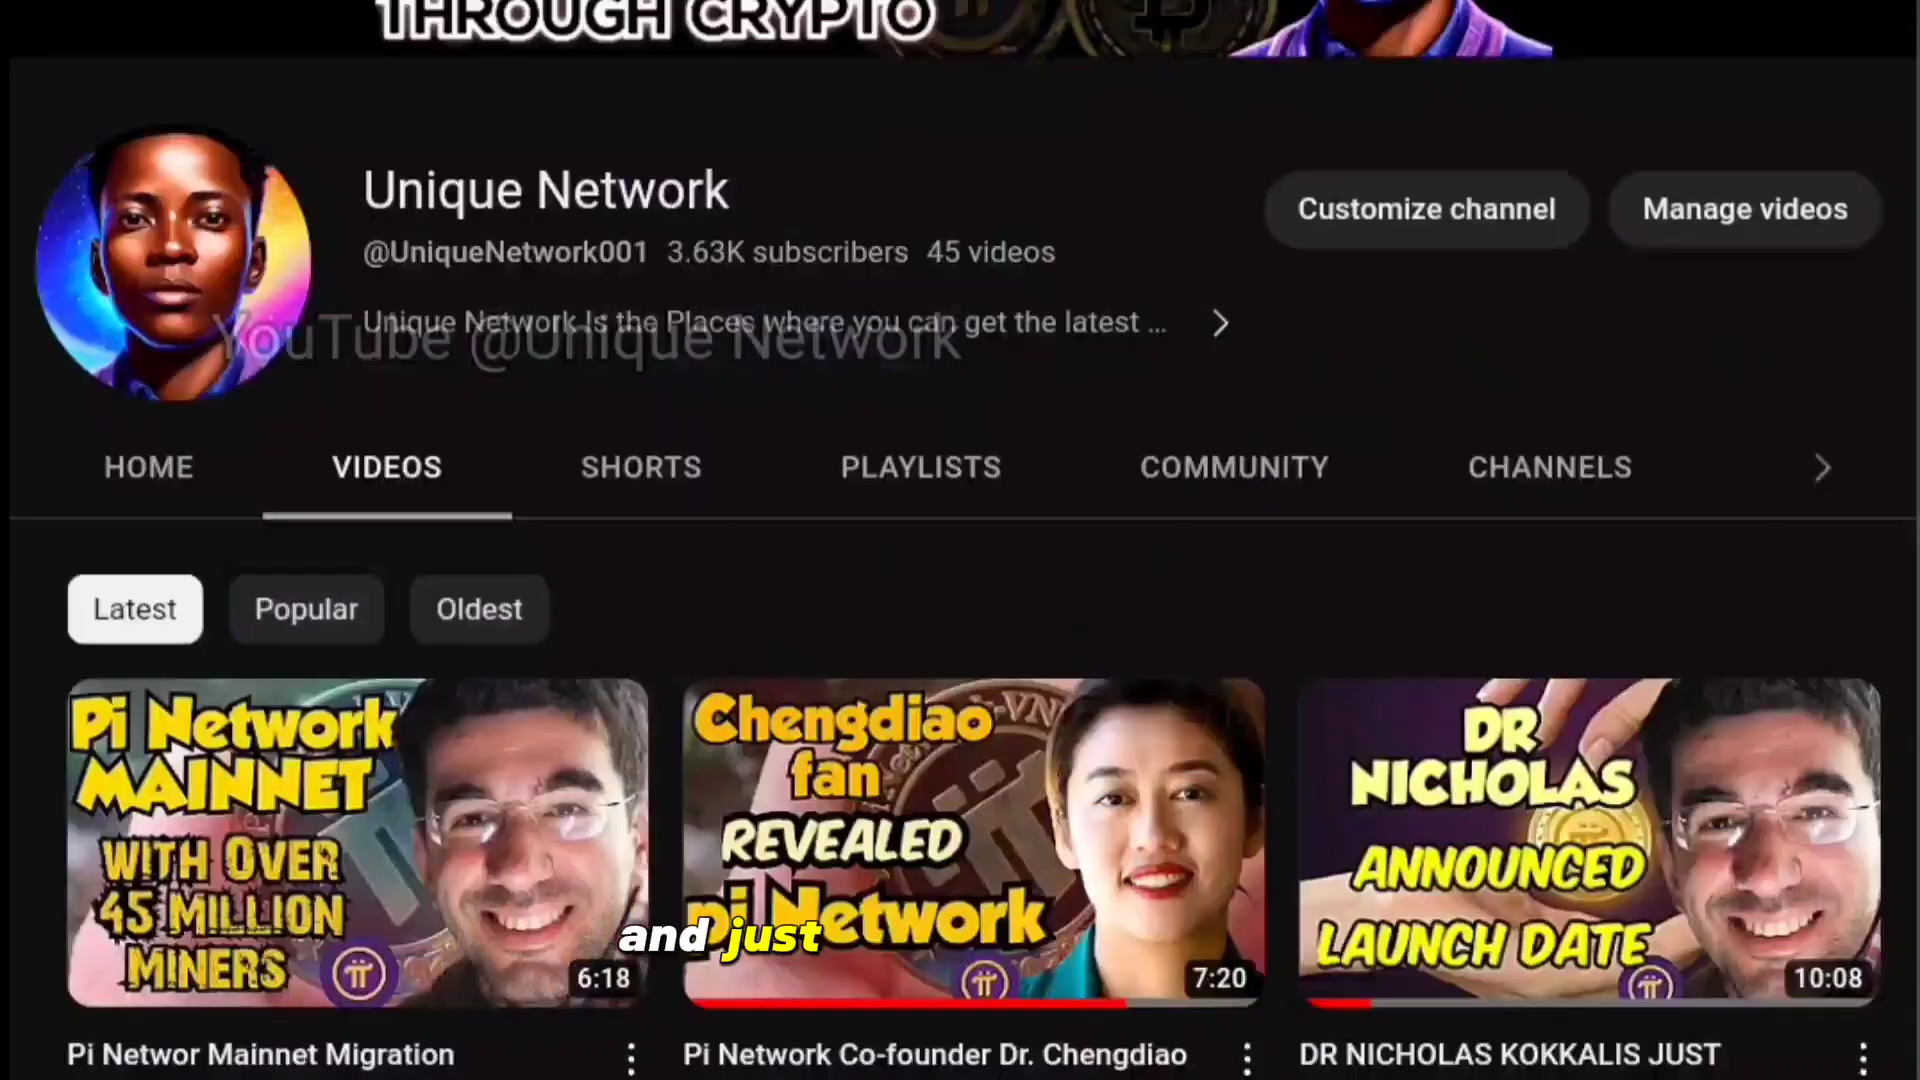 THROUGH CRYPTO
Unique Network
@UniqueNetwork001 3.63K subscribers 45 videos
Customize channel
Manage videos
Unique Network Is the Places where you can get the latest ...
YouTube @Unique Network
HOME
VIDEOS
SHORTS
PLAYLISTS
COMMUNITY
CHANNELS
Latest
Popular
Oldest
Pi Network
MAINNET
WITH OVER
45 MILLION
MINERS
6:18
Chengdiao
fan
REVEALED
pi Network
7:20
DR
NICHOLAS
ANNOUNCED
LAUNCH DATE
10:08
and just
Pi Networ Mainnet Migration
Pi Network Co-founder Dr. Chengdiao
DR NICHOLAS KOKKALIS JUST